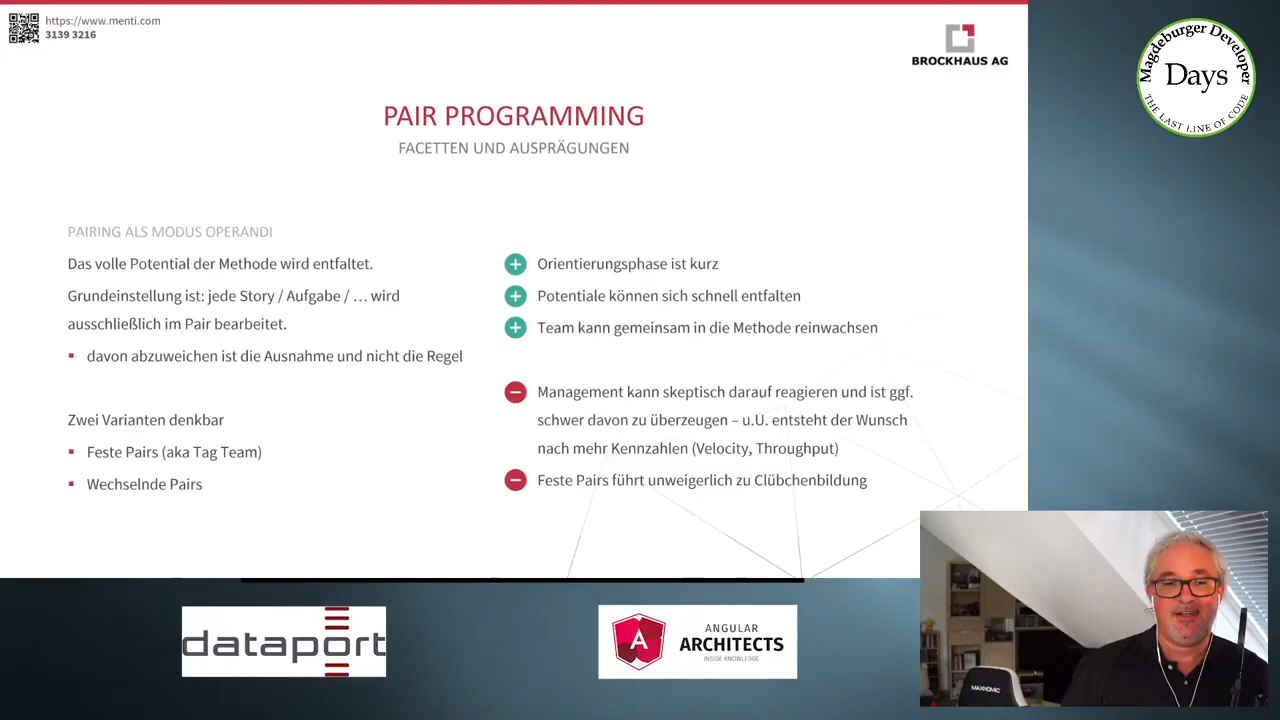 https://www.menti.com
3139 3216
BROCKHAUS AG
Magdeburger Developer
Days
THE LAST LINE OF CODE
PAIR PROGRAMMING
FACETTEN UND AUSPRÄGUNGEN
PAIRING ALS MODUS OPERANDI
Das volle Potential der Methode wird entfaltet.
Grundeinstellung ist: jede Story / Aufgabe / … wird
ausschließlich im Pair bearbeitet.
▪ davon abzuweichen ist die Ausnahme und nicht die Regel
Zwei Varianten denkbar
▪ Feste Pairs (aka Tag Team)
▪ Wechselnde Pairs
+ Orientierungsphase ist kurz
+ Potentiale können sich schnell entfalten
+ Team kann gemeinsam in die Methode reinwachsen
− Management kann skeptisch darauf reagieren und ist ggf.
schwer davon zu überzeugen – u.U. entsteht der Wunsch
nach mehr Kennzahlen (Velocity, Throughput)
− Feste Pairs führt unweigerlich zu Clübchenbildung
dataport
A
ANGULAR
ARCHITECTS
INSIDE KNOWLEDGE
MAXNOMIC